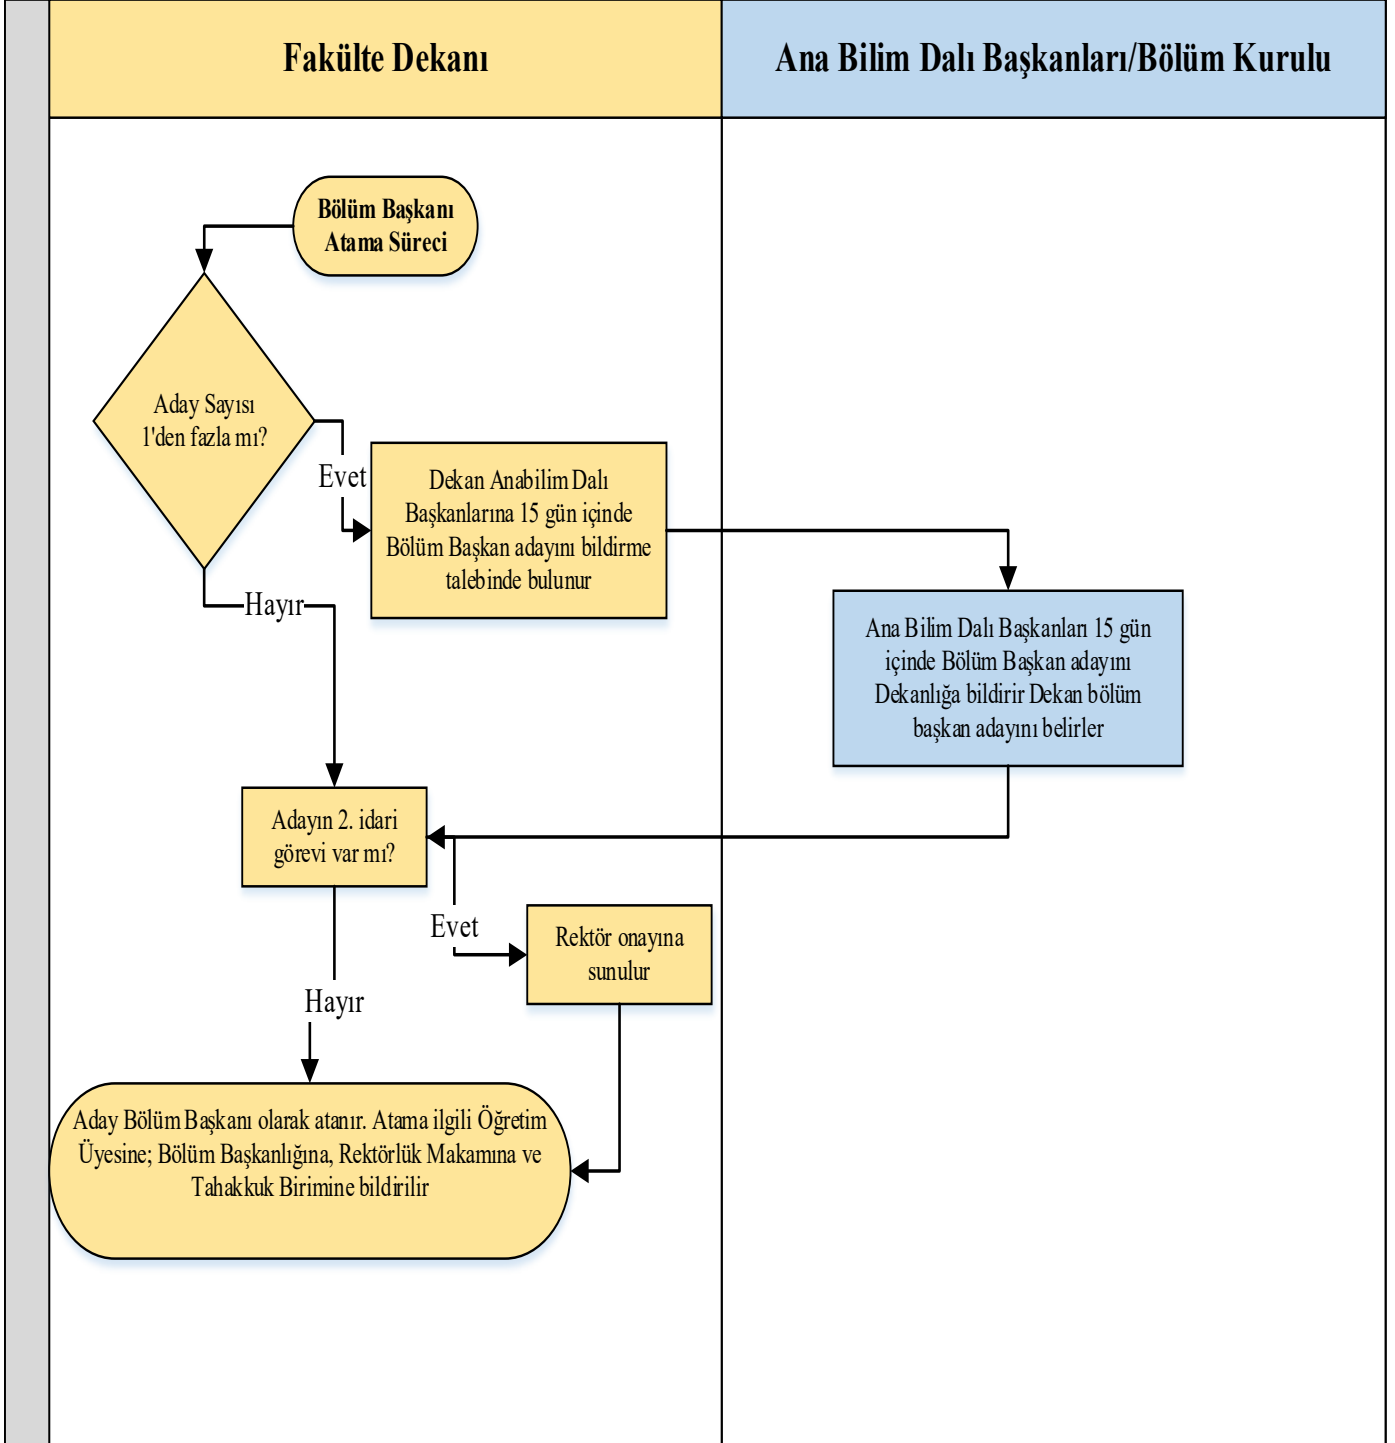 Fakülte Dekanı
Ana Bilim Dalı Başkanları/Bölüm Kurulu
Bölüm Başkanı
Atama Süreci
Aday Sayısı
1'den fazla mı?
Evet
Dekan Anabilim Dalı
Başkanlarına 15 gün içinde
Bölüm Başkan adayını bildirme
talebinde bulunur
Hayır
Ana Bilim Dalı Başkanları 15 gün
içinde Bölüm Başkan adayını
Dekanlığa bildirir Dekan bölüm
başkan adayını belirler
Adayın 2. idari
görevi var mı?
Evet
Rektör onayına
sunulur
Hayır
Aday Bölüm Başkanı olarak atanır. Atama ilgili Öğretim
Üyesine; Bölüm Başkanlığına, Rektörlük Makamına ve
Tahakkuk Birimine bildirilir